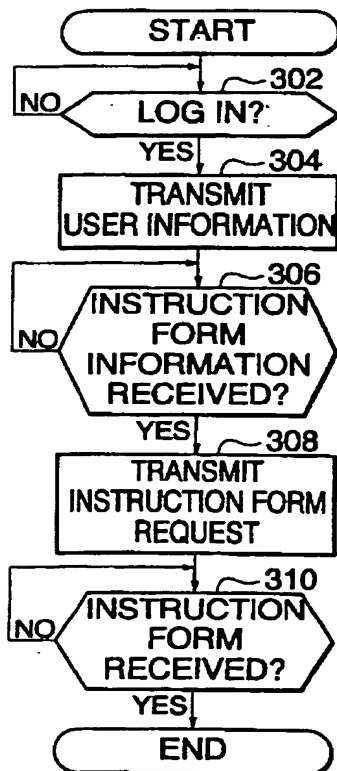 START
302
NO
LOG IN?
YES
304
TRANSMIT
USER INFORMATION
306
INSTRUCTION
FORM
NO
INFORMATION
RECEIVED?
YES
308
TRANSMIT
INSTRUCTION FORM
REQUEST
310
INSTRUCTION
NO
FORM
RECEIVED?
YES
END